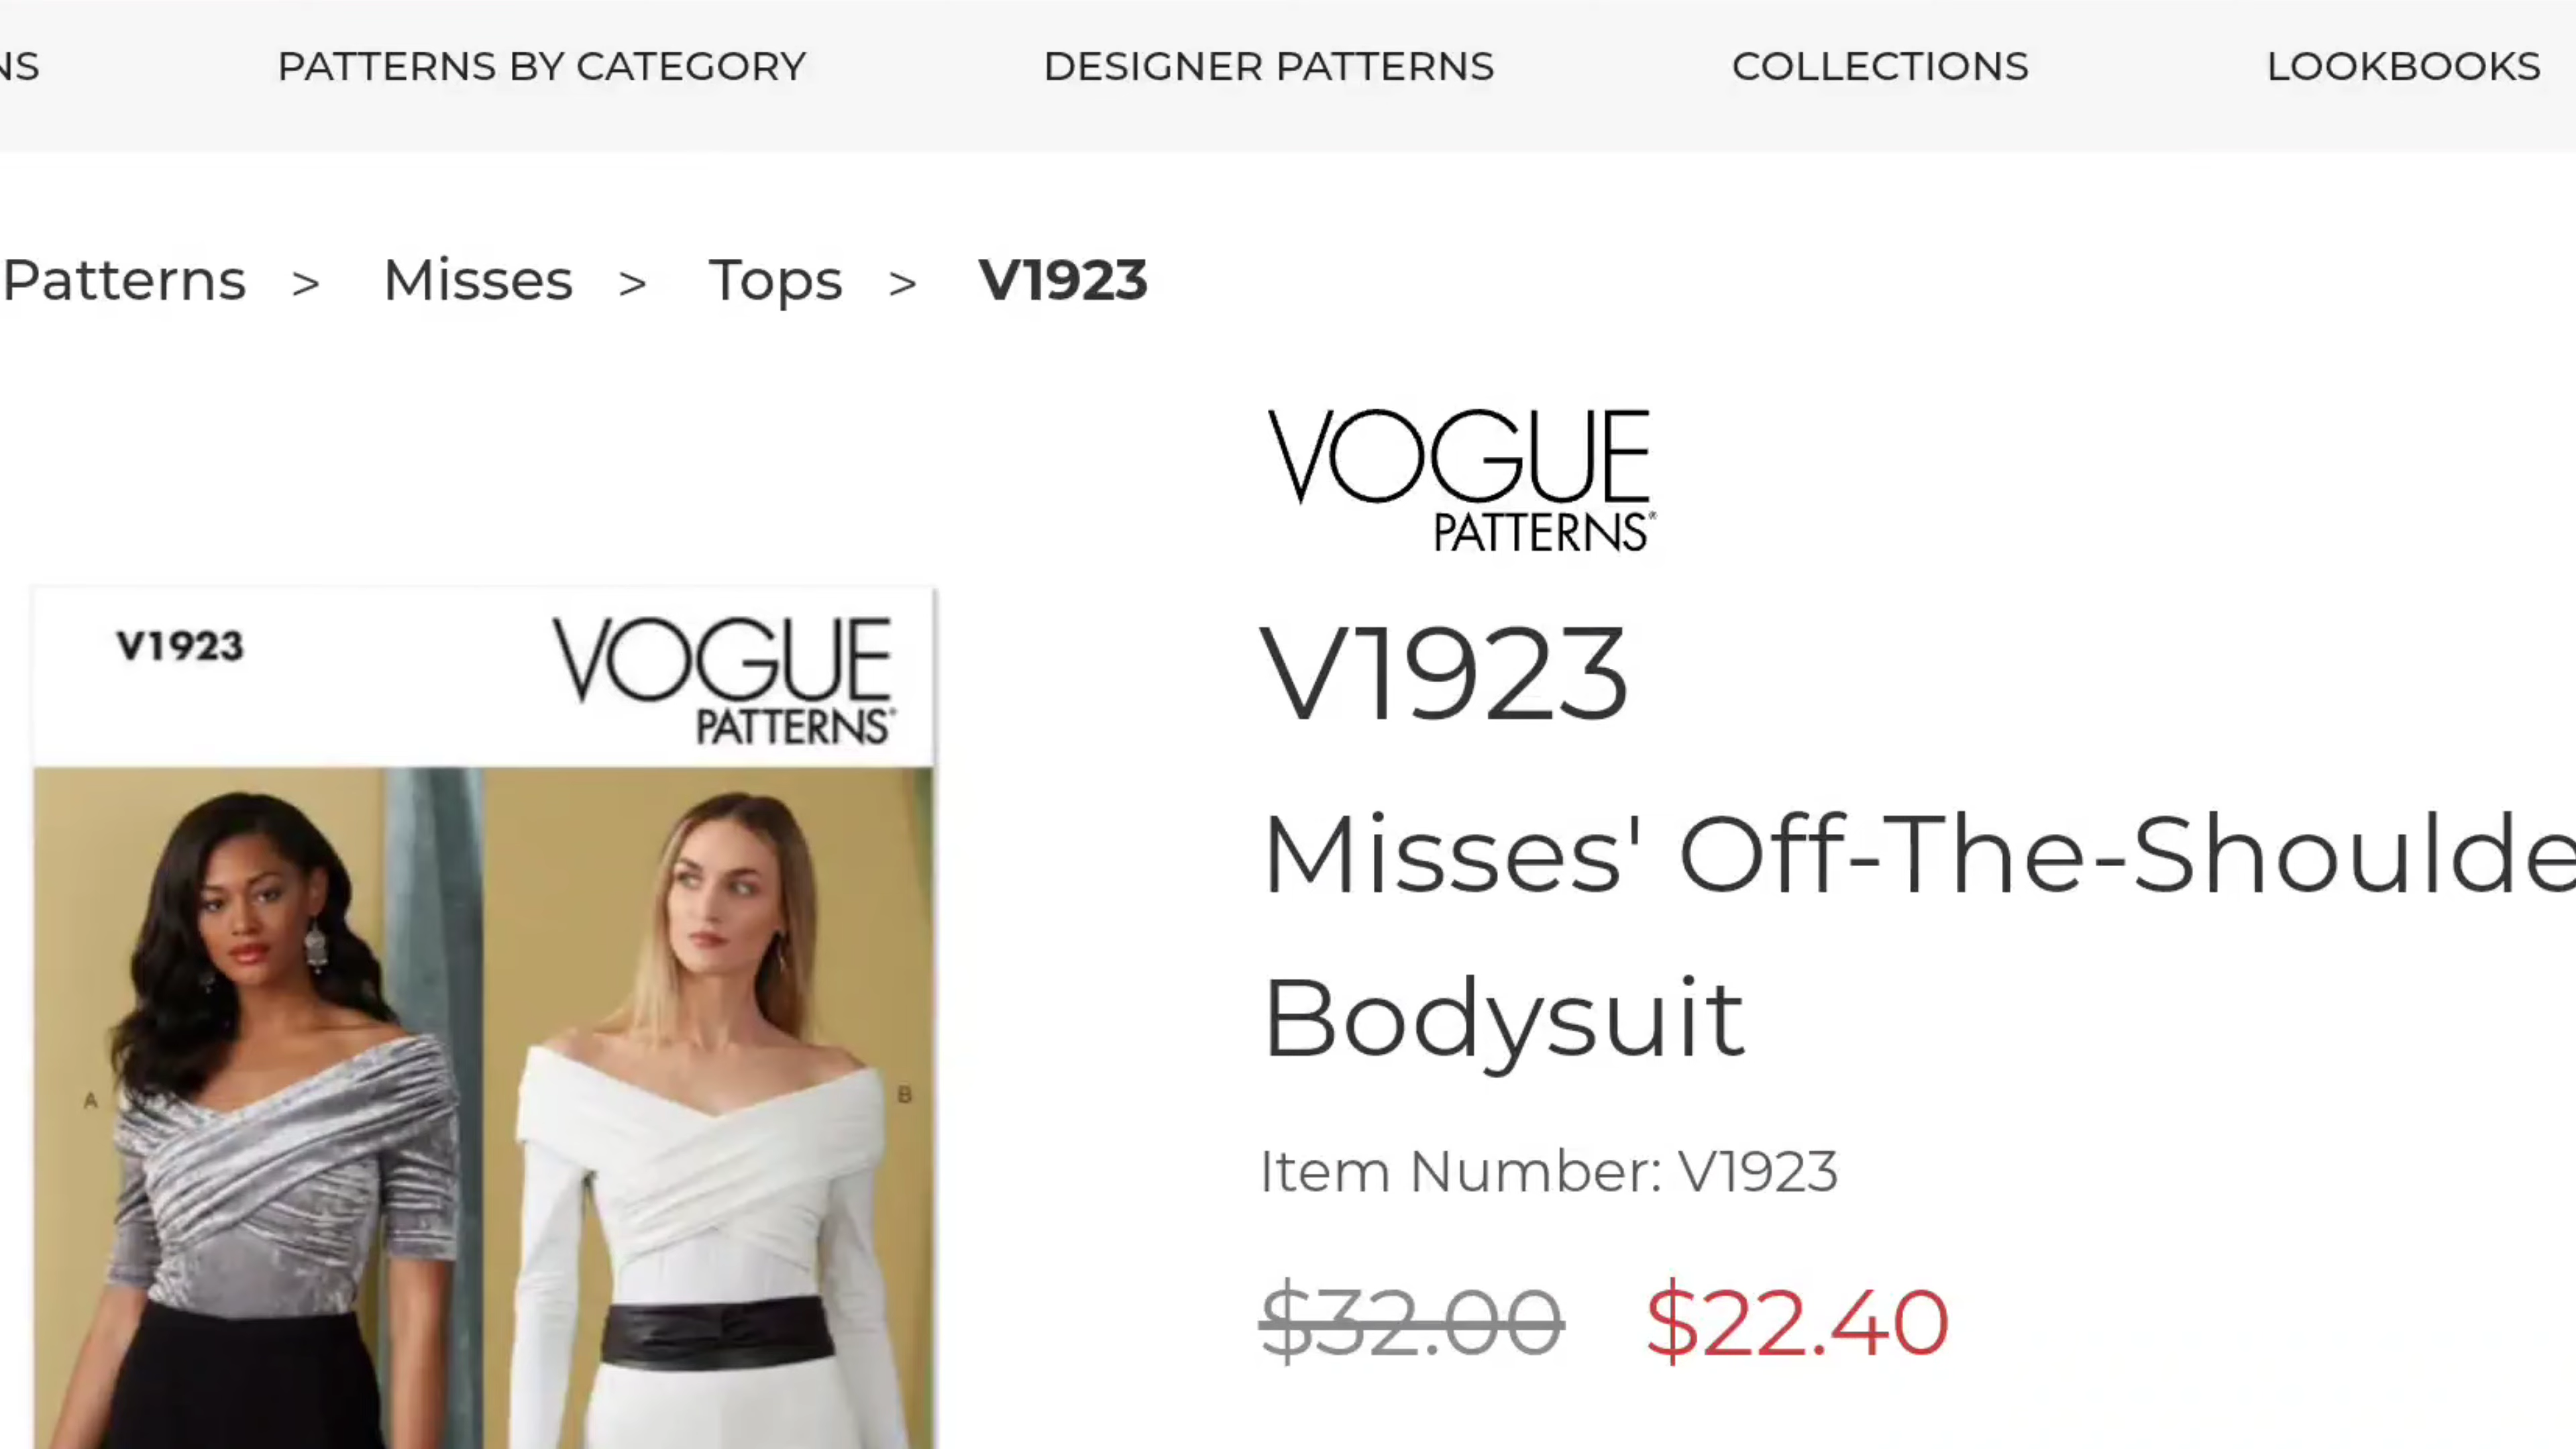 NS PATTERNS BY CATEGORY DESIGNER PATTERNS COLLECTIONS LOOKBOOKS
Patterns > Misses > Tops > V1923
VOGUE
PATTERNS®
V1923
Misses' Off-The-Shoulde
Bodysuit
Item Number: V1923
$32.00 $22.40
V1923 VOGUE
PATTERNS®
A B